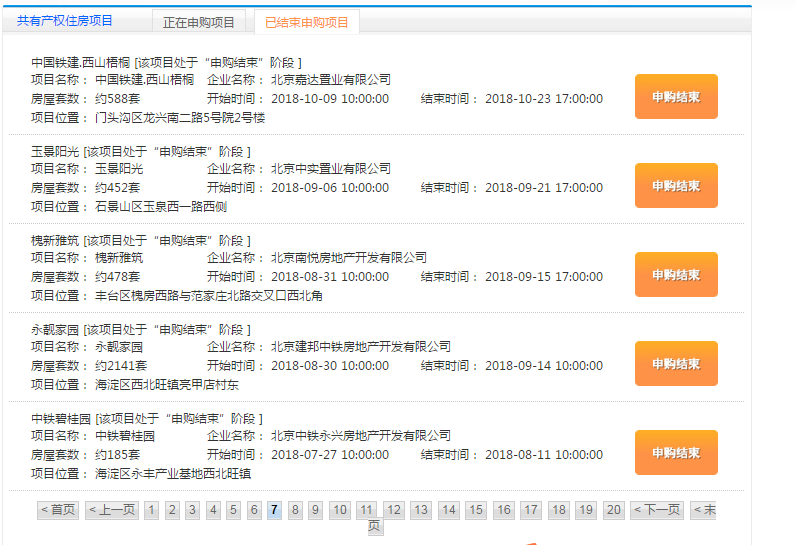 共有产权住房项目 正在申购项目 已结束申购项目
中国铁建.西山梧桐 [该项目处于“申购结束”阶段 ]
项目名称： 中国铁建.西山梧桐 企业名称： 北京嘉达置业有限公司
房屋套数： 约588套 开始时间： 2018-10-09 10:00:00 结束时间： 2018-10-23 17:00:00
项目位置： 门头沟区龙兴南二路5号院2号楼
申购结束
玉景阳光 [该项目处于“申购结束”阶段 ]
项目名称： 玉景阳光 企业名称： 北京中实置业有限公司
房屋套数： 约452套 开始时间： 2018-09-06 10:00:00 结束时间： 2018-09-21 17:00:00
项目位置： 石景山区玉泉西一路西侧
申购结束
槐新雅筑 [该项目处于“申购结束”阶段 ]
项目名称： 槐新雅筑 企业名称： 北京南悦房地产开发有限公司
房屋套数： 约478套 开始时间： 2018-08-31 10:00:00 结束时间： 2018-09-15 17:00:00
项目位置： 丰台区槐房西路与范家庄北路交叉口西北角
申购结束
永靓家园 [该项目处于“申购结束”阶段 ]
项目名称： 永靓家园 企业名称： 北京建邦中铁房地产开发有限公司
房屋套数： 约2141套 开始时间： 2018-08-30 10:00:00 结束时间： 2018-09-14 10:00:00
项目位置： 海淀区西北旺镇亮甲店村东
申购结束
中铁碧桂园 [该项目处于“申购结束”阶段 ]
项目名称： 中铁碧桂园 企业名称： 北京中铁永兴房地产开发有限公司
房屋套数： 约185套 开始时间： 2018-07-27 10:00:00 结束时间： 2018-08-11 10:00:00
项目位置： 海淀区永丰产业基地西北旺镇
申购结束
< 首页 < 上一页 1 2 3 4 5 6 7 8 9 10 11 12 13 14 15 16 17 18 19 20 < 下一页 < 末
页